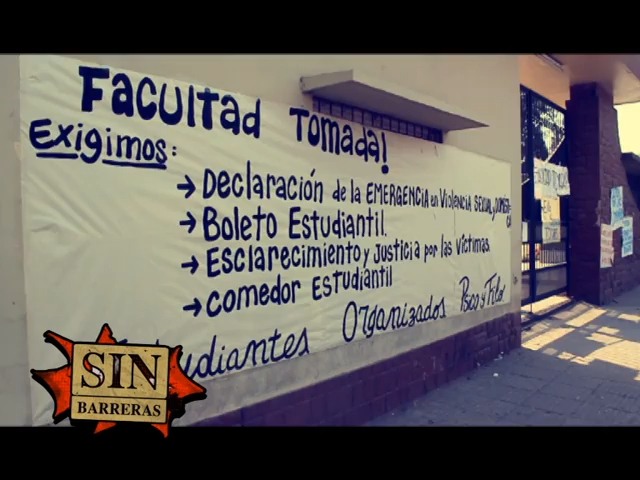 Facultad Tomada!
Exigimos:
→ Declaración de la EMERGENCIA en Violencia SEXUAL y
→ Boleto Estudiantil.
→ Esclarecimiento y Justicia por las víctimas.
→ comedor Estudiantil
Estudiantes Organizados Psico y Filo!
SIN
BARRERAS